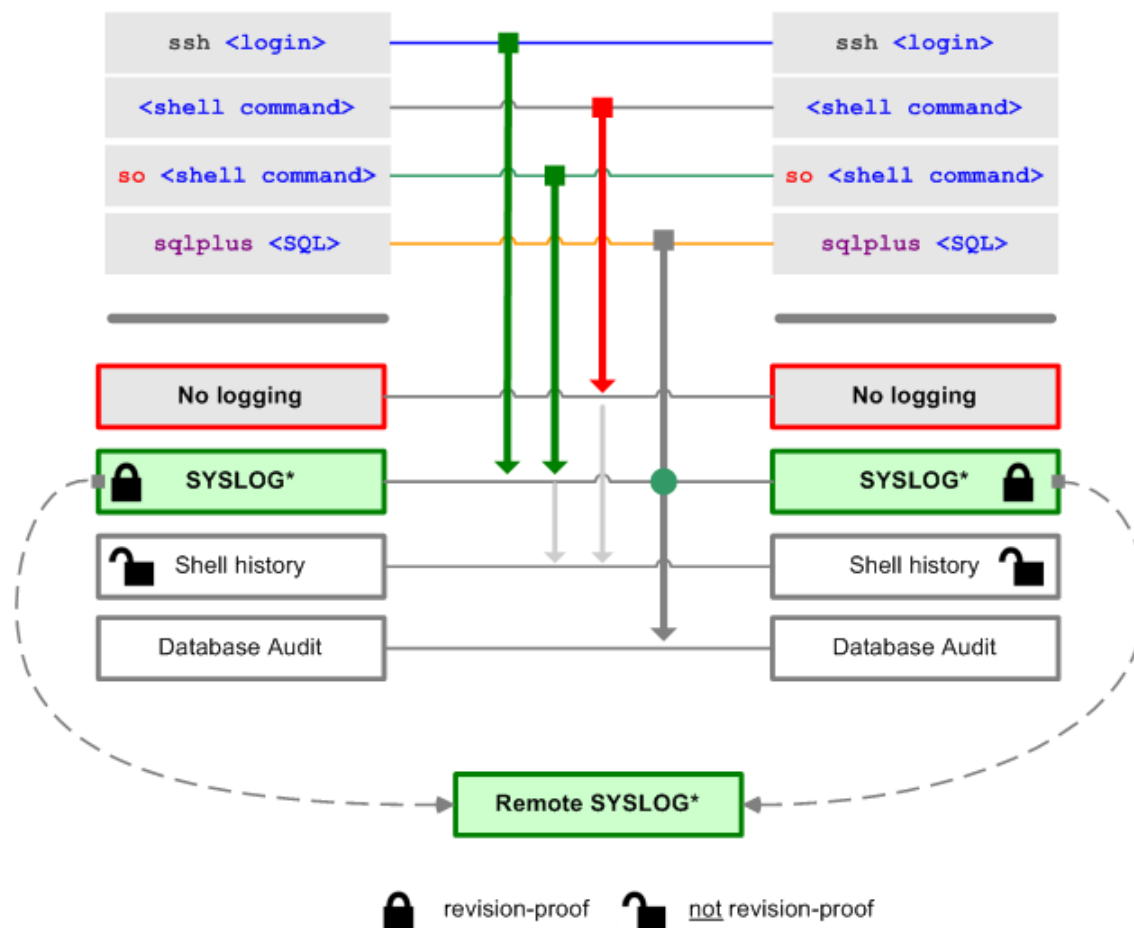 ssh <login>
ssh <login>
<shell command>
<shell command>
so <shell command>
so <shell command>
sqlplus <SQL>
sqlplus <SQL>
No logging
No logging
SYSLOG*
SYSLOG*
Shell history
Shell history
Database Audit
Database Audit
Remote SYSLOG*
revision-proof
not revision-proof